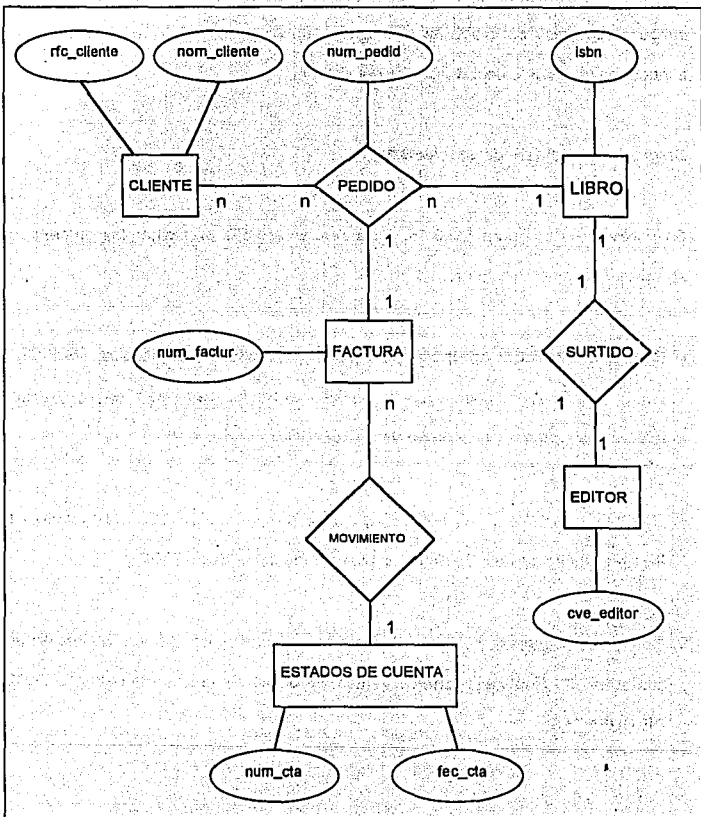 rfc_cliente
nom_cliente
num_pedid
isbn
CLIENTE
PEDIDO
LIBRO
n
n
n
1
1
1
1
1
FACTURA
num_factur
SURTIDO
n
1
1
EDITOR
MOVIMIENTO
cve_editor
1
ESTADOS DE CUENTA
num_cta
fec_cta